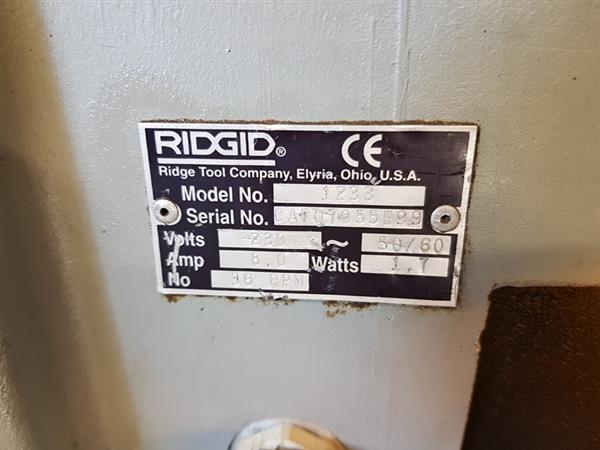 RIDGID® CE
Ridge Tool Company, Elyria, Ohio, U.S.A.
Model No. 1233
Serial No.
Volts 230 ~ 50/60
Amp 8.0 Watts 1.7
No 36 RPM